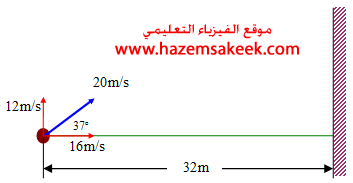 موقع الفيزياء التعليمي
www.hazemsakeek.com
20m/s
12m/s
37°
16m/s
32m